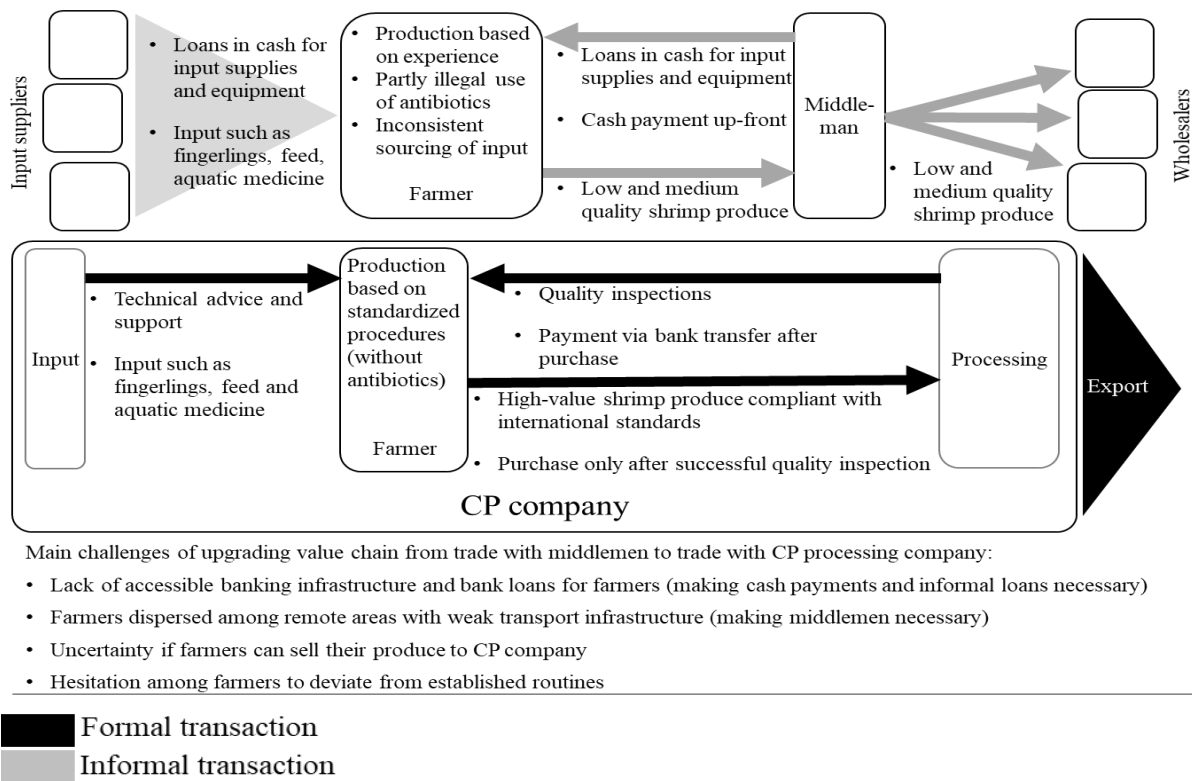 Input suppliers
• Loans in cash for
input supplies
and equipment
• Input such as
fingerlings, feed,
aquatic medicine
• Production based
on experience
• Partly illegal use
of antibiotics
• Inconsistent
sourcing of input
Farmer
• Loans in cash for input
supplies and equipment
• Cash payment up-front
• Low and medium
quality shrimp produce
Middle-
man
• Low and
medium quality
shrimp produce
Wholesalers
Input
• Technical advice and
support
• Input such as
fingerlings, feed and
aquatic medicine
Production
based on
standardized
procedures
(without
antibiotics)
Farmer
• Quality inspections
• Payment via bank transfer after
purchase
• High-value shrimp produce compliant with
international standards
• Purchase only after successful quality inspection
Processing
Export
CP company
Main challenges of upgrading value chain from trade with middlemen to trade with CP processing company:
• Lack of accessible banking infrastructure and bank loans for farmers (making cash payments and informal loans necessary)
• Farmers dispersed among remote areas with weak transport infrastructure (making middlemen necessary)
• Uncertainty if farmers can sell their produce to CP company
• Hesitation among farmers to deviate from established routines
Formal transaction
Informal transaction